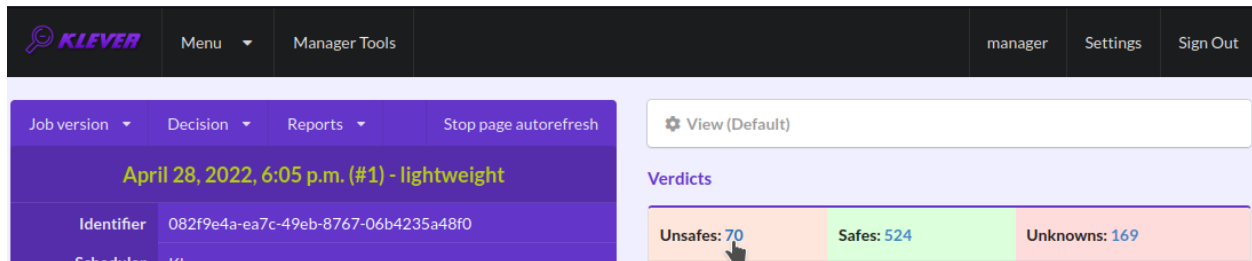 KLEVER Menu Manager Tools manager Settings Sign Out
Job version Decision Reports Stop page autorefresh
View (Default)
April 28, 2022, 6:05 p.m. (#1) - lightweight
Verdicts
Identifier 082f9e4a-ea7c-49eb-8767-06b4235a48f0
Unsafes: 70 Safes: 524 Unknowns: 169